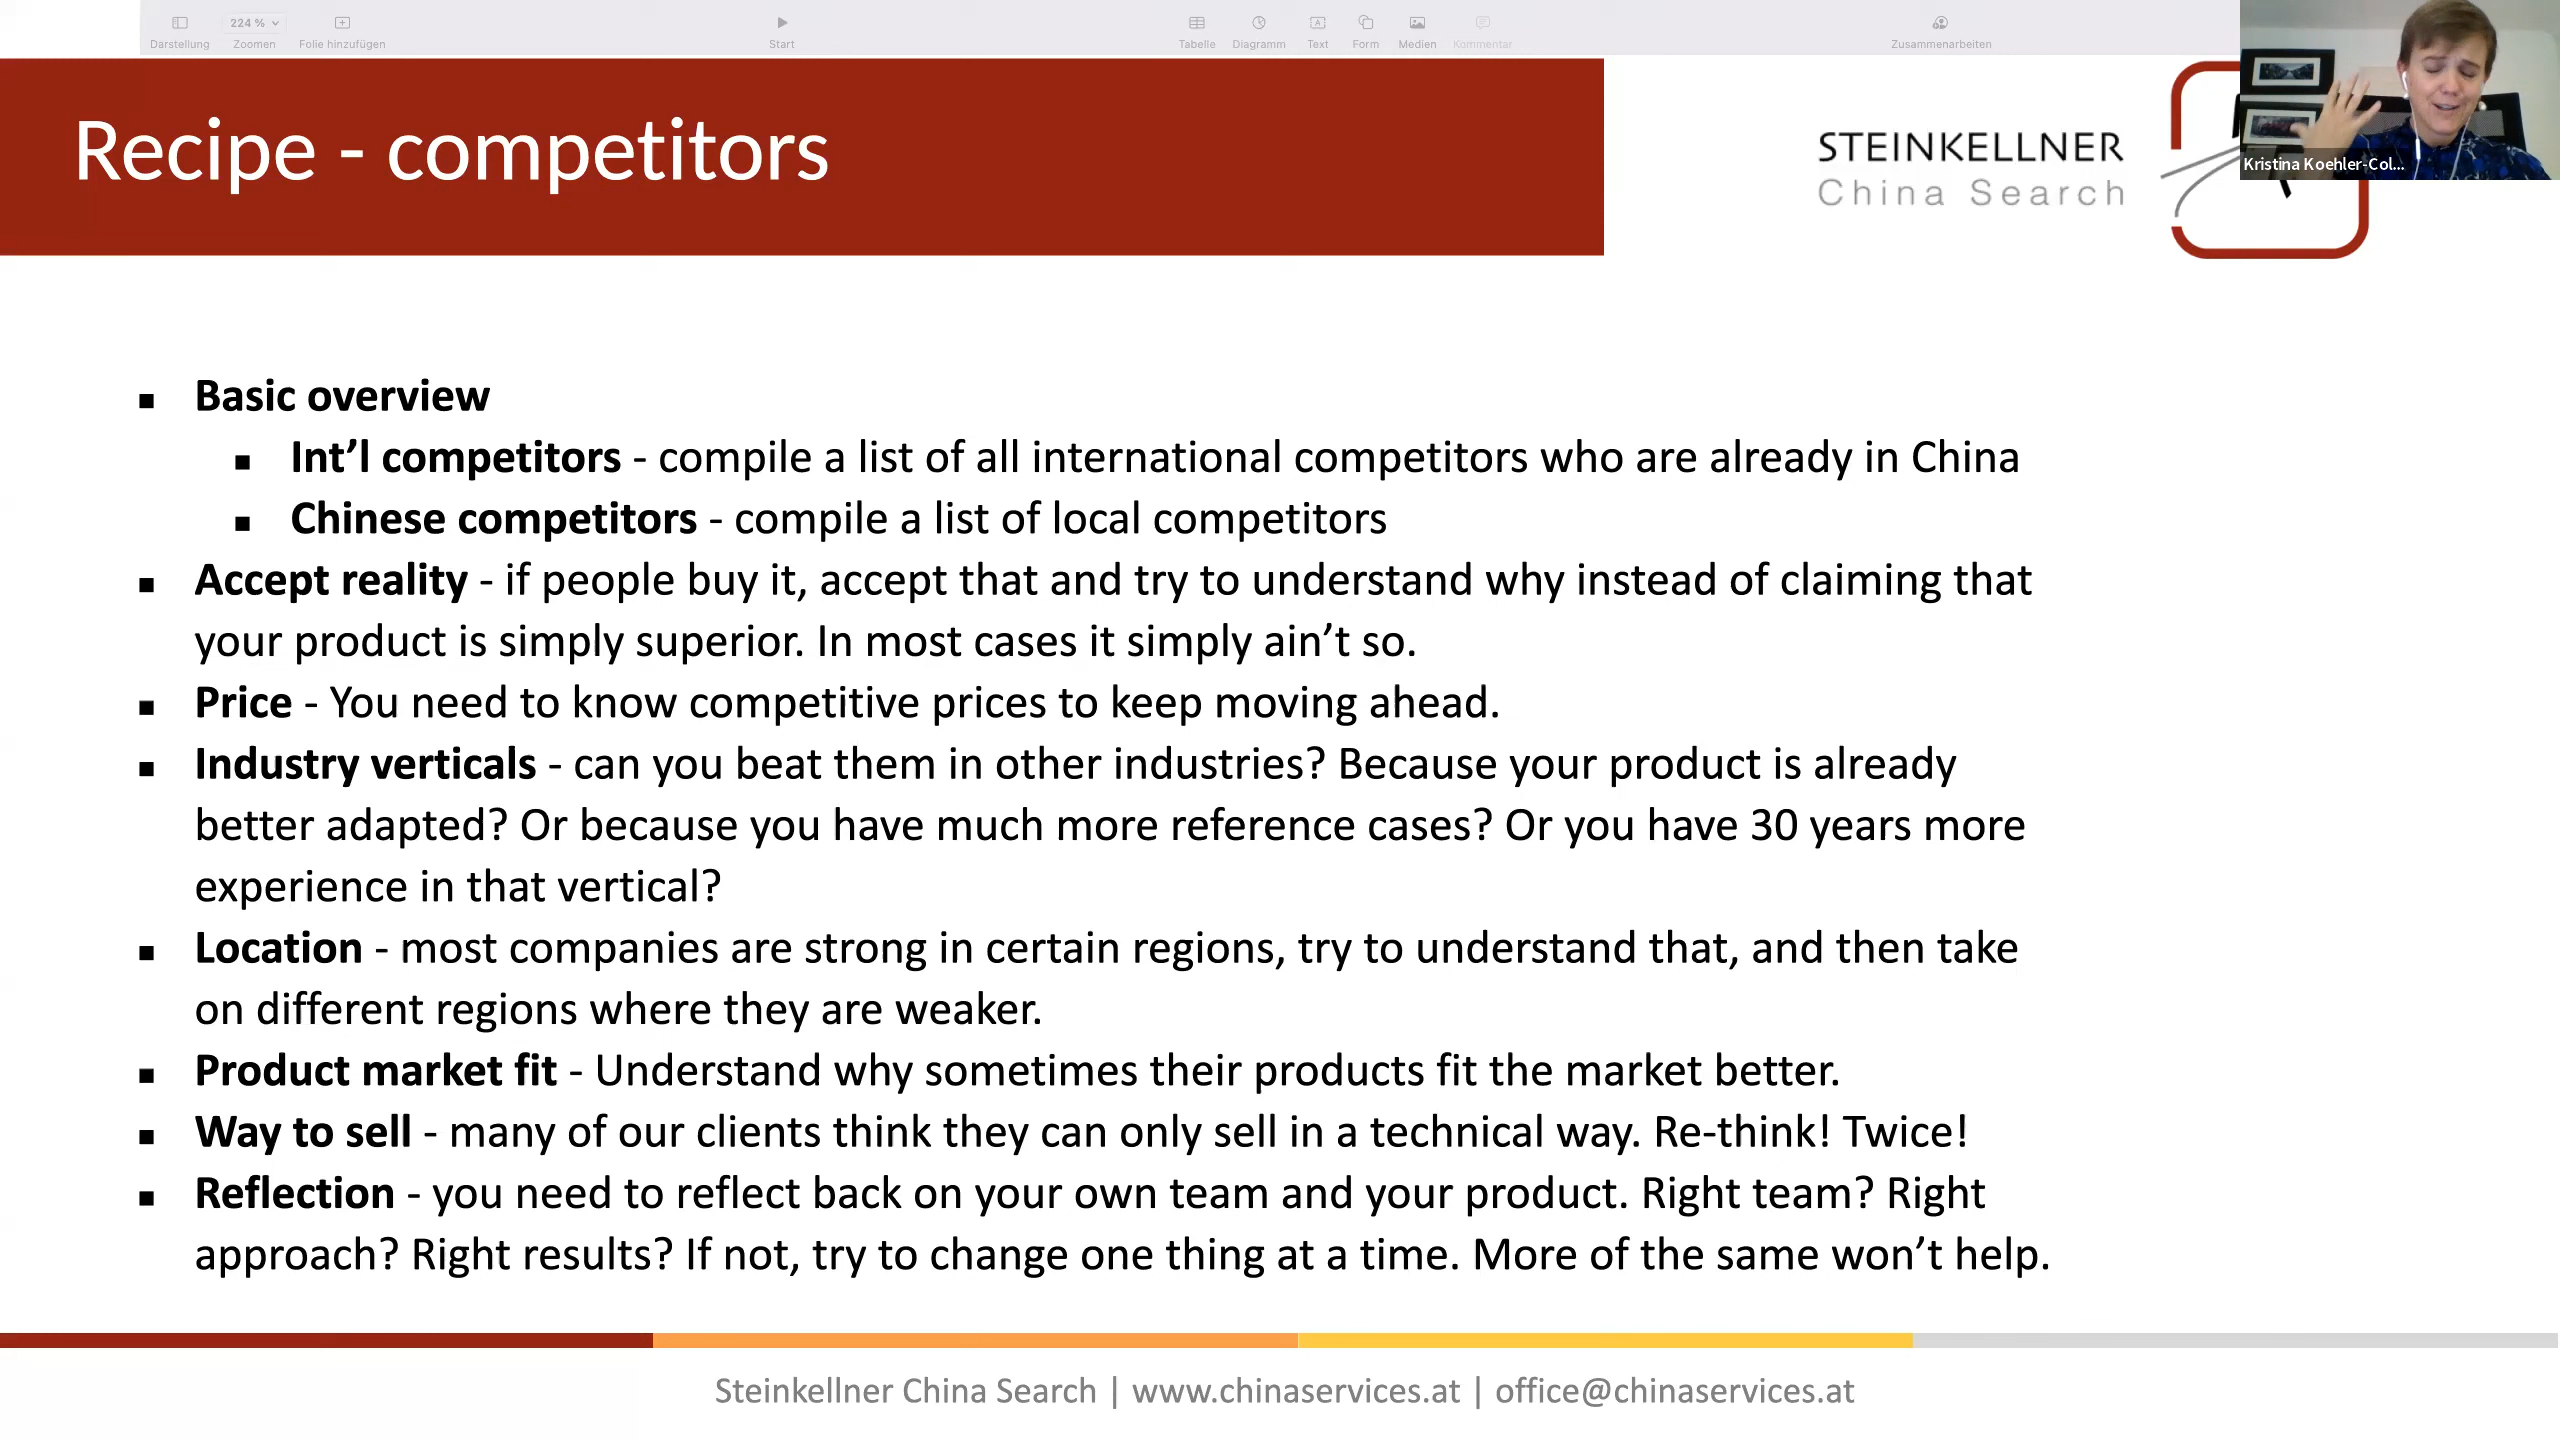 224 %
Darstellung Zoomen Folie hinzufügen Start Tabelle Diagramm Text Form Medien Kommentar Zusammenarbeiten
Recipe - competitors
STEINKELLNER
China Search
Kristina Koehler-Col...
▪ Basic overview
▪ Int’l competitors - compile a list of all international competitors who are already in China
▪ Chinese competitors - compile a list of local competitors
▪ Accept reality - if people buy it, accept that and try to understand why instead of claiming that
your product is simply superior. In most cases it simply ain’t so.
▪ Price - You need to know competitive prices to keep moving ahead.
▪ Industry verticals - can you beat them in other industries? Because your product is already
better adapted? Or because you have much more reference cases? Or you have 30 years more
experience in that vertical?
▪ Location - most companies are strong in certain regions, try to understand that, and then take
on different regions where they are weaker.
▪ Product market fit - Understand why sometimes their products fit the market better.
▪ Way to sell - many of our clients think they can only sell in a technical way. Re-think! Twice!
▪ Reflection - you need to reflect back on your own team and your product. Right team? Right
approach? Right results? If not, try to change one thing at a time. More of the same won’t help.
Steinkellner China Search | www.chinaservices.at | office@chinaservices.at